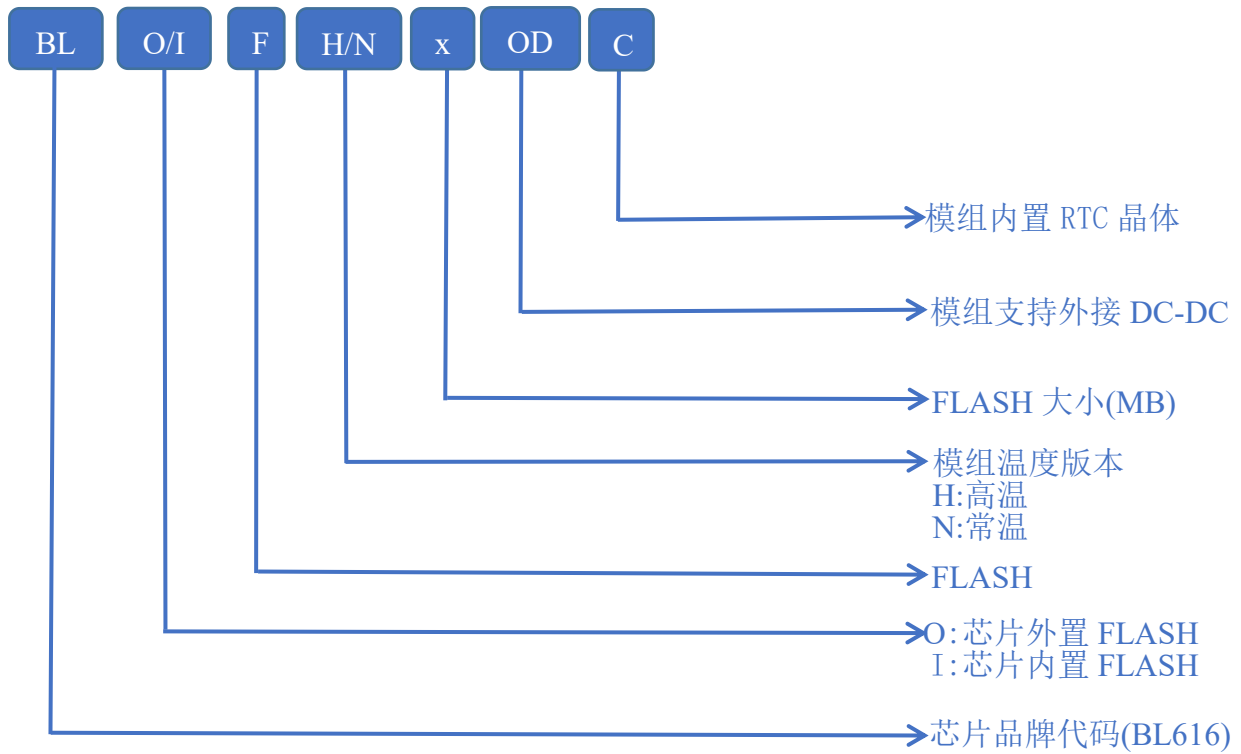 BL O/I F H/N x OD C
模组内置 RTC 晶体
模组支持外接 DC-DC
FLASH 大小(MB)
模组温度版本
H:高温
N:常温
FLASH
O:芯片外置 FLASH
I:芯片内置 FLASH
芯片品牌代码(BL616)